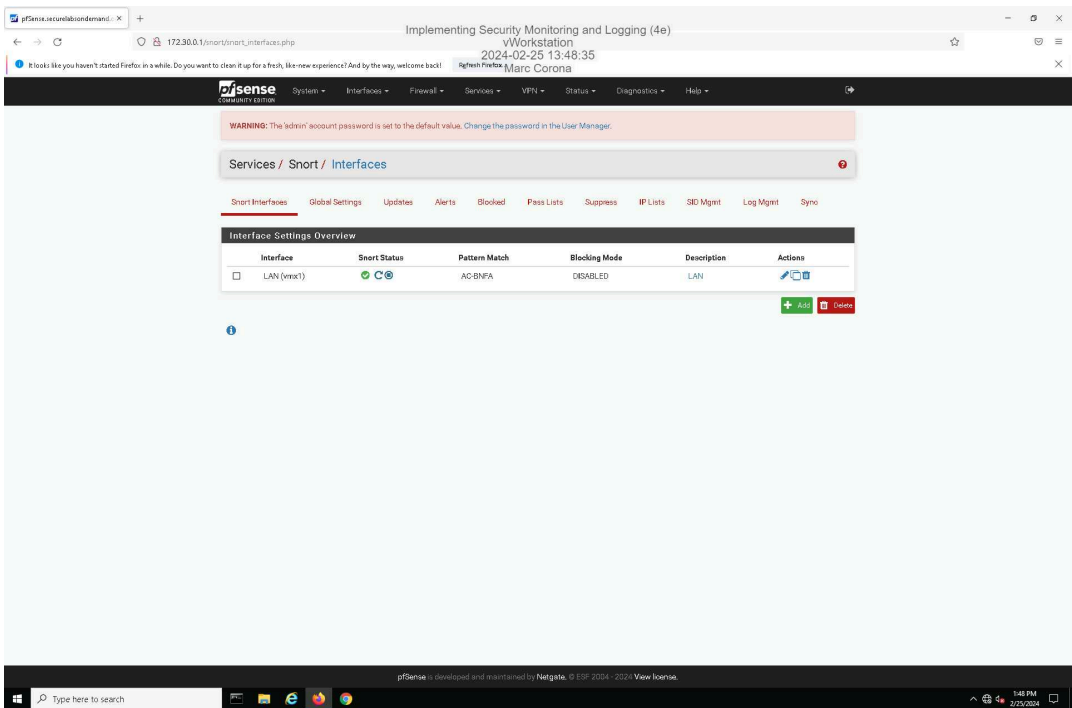 pfSense.securelabsondemand.c
Implementing Security Monitoring and Logging (4e)
vWorkstation
2024-02-25 13:48:35
Marc Corona
172.30.0.1/snort/snort_interfaces.php
It looks like you haven't started Firefox in a while. Do you want to clean it up for a fresh, like-new experience? And by the way, welcome back! Refresh Firefox...
pfsense System Interfaces Firewall Services VPN Status Diagnostics Help
COMMUNITY EDITION
WARNING: The 'admin' account password is set to the default value. Change the password in the User Manager.
Services / Snort / Interfaces
Snort Interfaces Global Settings Updates Alerts Blocked Pass Lists Suppress IP Lists SID Mgmt Log Mgmt Sync
Interface Settings Overview
Interface Snort Status Pattern Match Blocking Mode Description Actions
LAN (vmx1) AC-BNFA DISABLED LAN
Add Delete
pfSense is developed and maintained by Netgate. © ESF 2004 - 2024 View license.
Type here to search
1:48 PM
2/25/2024